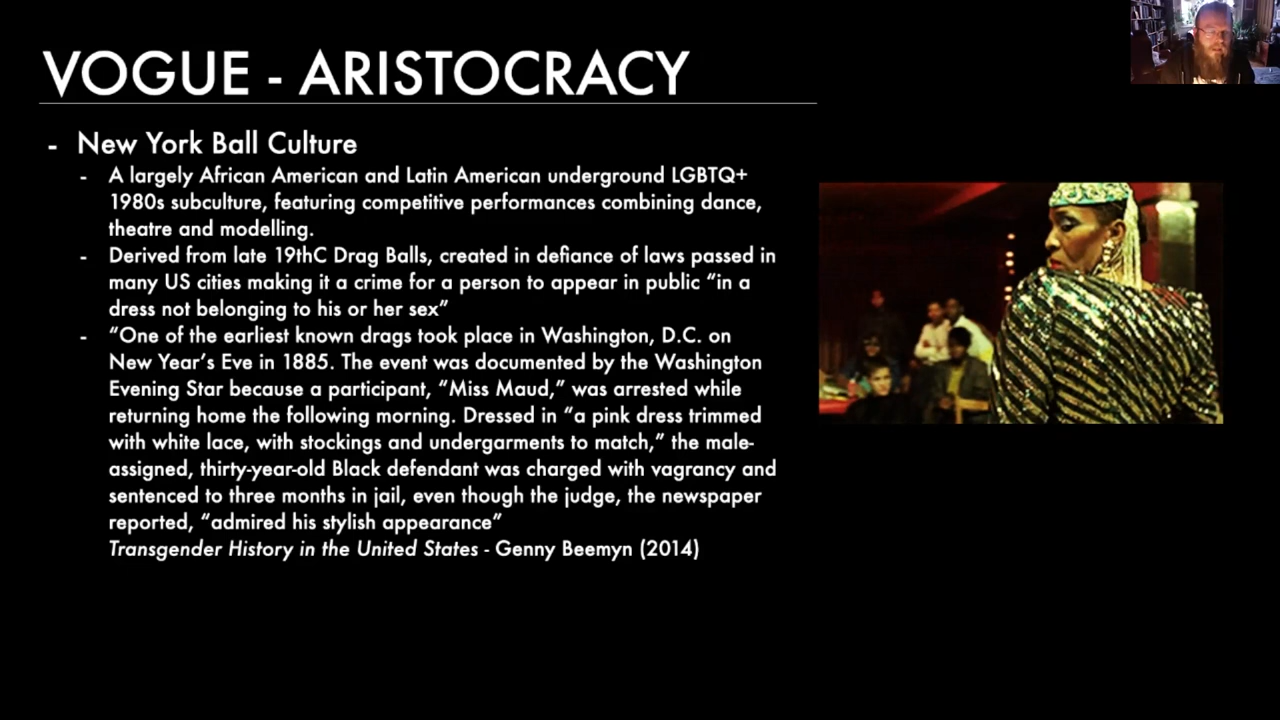 VOGUE - ARISTOCRACY
- New York Ball Culture
- A largely African American and Latin American underground LGBTQ+
1980s subculture, featuring competitive performances combining dance,
theatre and modelling.
- Derived from late 19thC Drag Balls, created in defiance of laws passed in
many US cities making it a crime for a person to appear in public “in a
dress not belonging to his or her sex”
- “One of the earliest known drags took place in Washington, D.C. on
New Year’s Eve in 1885. The event was documented by the Washington
Evening Star because a participant, “Miss Maud,” was arrested while
returning home the following morning. Dressed in “a pink dress trimmed
with white lace, with stockings and undergarments to match,” the male-
assigned, thirty-year-old Black defendant was charged with vagrancy and
sentenced to three months in jail, even though the judge, the newspaper
reported, “admired his stylish appearance”
Transgender History in the United States - Genny Beemyn (2014)